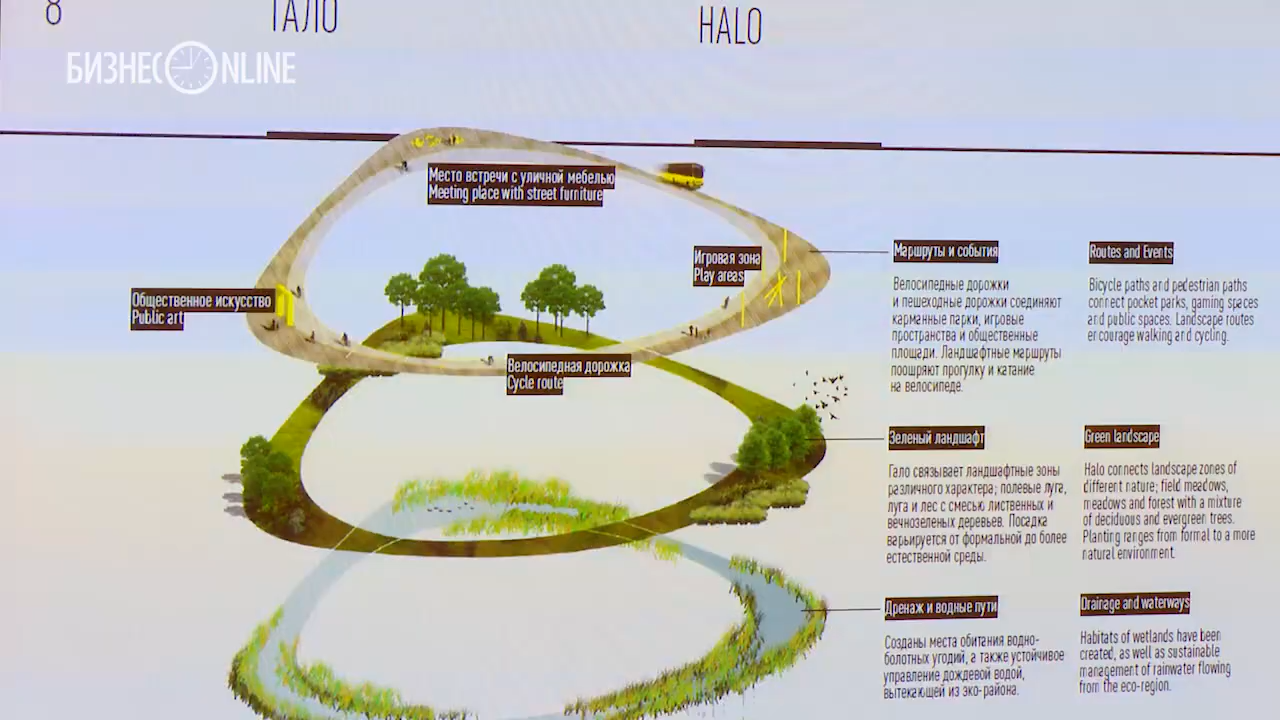 8
ГАЛО
HALO
БИЗНЕС ONLINE
Место встречи с уличной мебелью
Meeting place with street furniture
Игровая зона
Play areas
Общественное искусство
Public art
Велосипедная дорожка
Cycle route
Маршруты и события
Велосипедные дорожки
и пешеходные дорожки соединяют
карманные парки, игровые
пространства и общественные
площади. Ландшафтные маршруты
поощряют прогулку и катание
на велосипеде.
Routes and Events
Bicycle paths and pedestrian paths
connect pocket parks, gaming spaces
and public spaces. Landscape routes
encourage walking and cycling.
Зеленый ландшафт
Гало связывает ландшафтные зоны
различного характера; полевые луга,
луга и лес с смесью лиственных и
вечнозеленых деревьев. Посадка
варьируется от формальной до более
естественной среды.
Green landscape
Halo connects landscape zones of
different nature; field meadows,
meadows and forest with a mixture
of deciduous and evergreen trees.
Planting ranges from formal to a more
natural environment.
Дренаж и водные пути
Созданы места обитания водно-
болотных угодий, а также устойчивое
управление дождевой водой,
вытекающей из эко-района.
Drainage and waterways
Habitats of wetlands have been
created, as well as sustainable
management of rainwater flowing
from the eco-region.